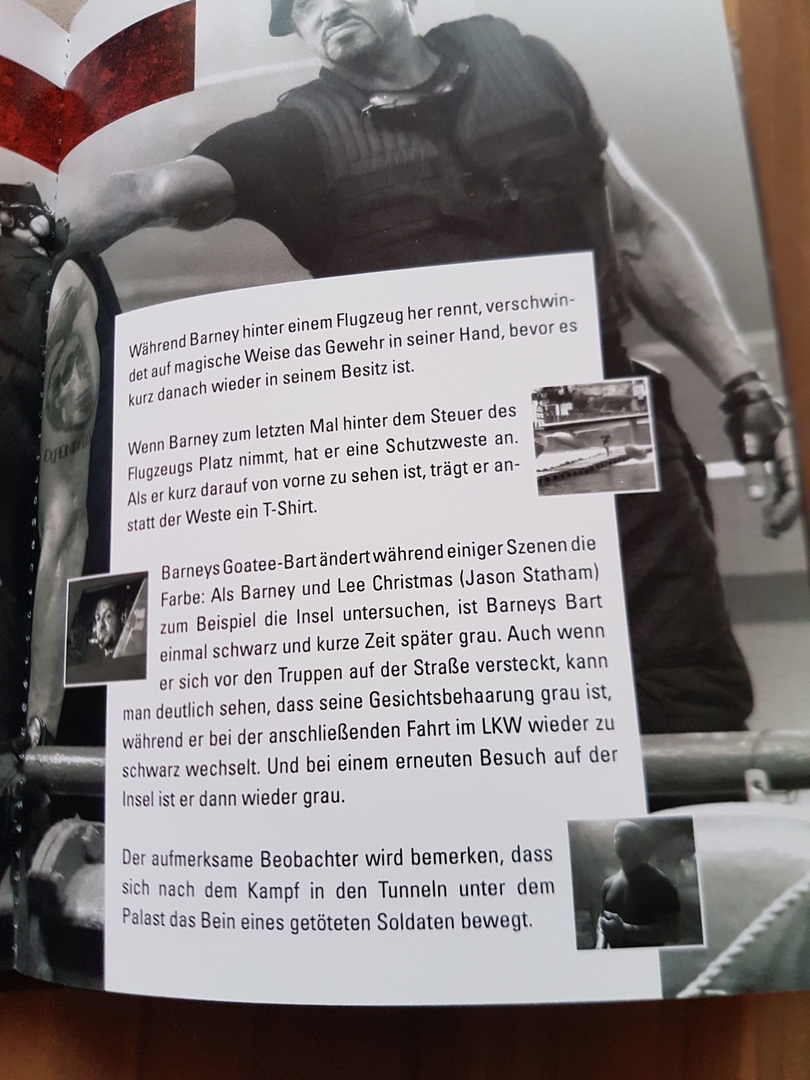 Während Barney hinter einem Flugzeug her rennt, verschwin-
det auf magische Weise das Gewehr in seiner Hand, bevor es
kurz danach wieder in seinem Besitz ist.
Wenn Barney zum letzten Mal hinter dem Steuer des
Flugzeugs Platz nimmt, hat er eine Schutzweste an.
Als er kurz darauf von vorne zu sehen ist, trägt er an-
statt der Weste ein T-Shirt.
Barneys Goatee-Bart ändert während einiger Szenen die
Farbe: Als Barney und Lee Christmas (Jason Statham)
zum Beispiel die Insel untersuchen, ist Barneys Bart
einmal schwarz und kurze Zeit später grau. Auch wenn
er sich vor den Truppen auf der Straße versteckt, kann
man deutlich sehen, dass seine Gesichtsbehaarung grau ist,
während er bei der anschließenden Fahrt im LKW wieder zu
schwarz wechselt. Und bei einem erneuten Besuch auf der
Insel ist er dann wieder grau.
Der aufmerksame Beobachter wird bemerken, dass
sich nach dem Kampf in den Tunneln unter dem
Palast das Bein eines getöteten Soldaten bewegt.